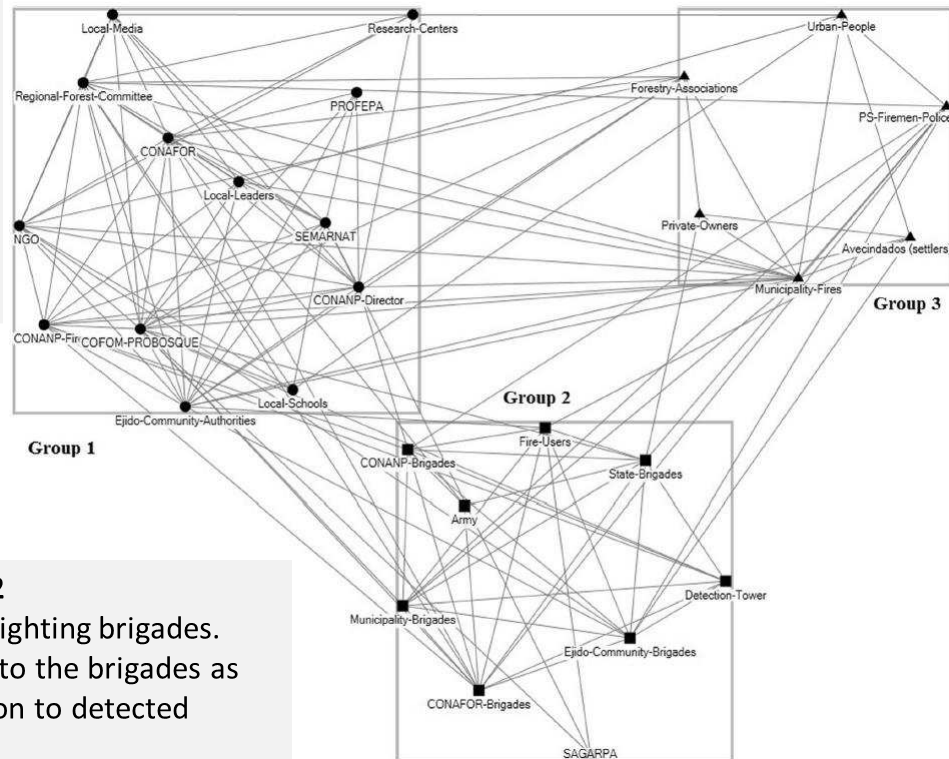 Local-Media
Research-Centers
Urban-People
Regional-Forest-Committee
Forestry-Associations
PROFEPA
PS-Firemen-Police
CONAFOR
Local-Leaders
Private-Owners
NGO
SEMARNAT
Avecindados (settlers)
CONANP-Director
Municipality-Fires
Group 3
CONANP-Fir
COFOM-PROBOSQUE
Local-Schools
Group 2
Ejido-Community-Authorities
Group 1
Fire-Users
CONANP-Brigades
State-Brigades
Army
2
Detection-Tower
ighting brigades.
Municipality-Brigades
Ejido-Community-Brigades
to the brigades as
on to detected
CONAFOR-Brigades
SAGARPA